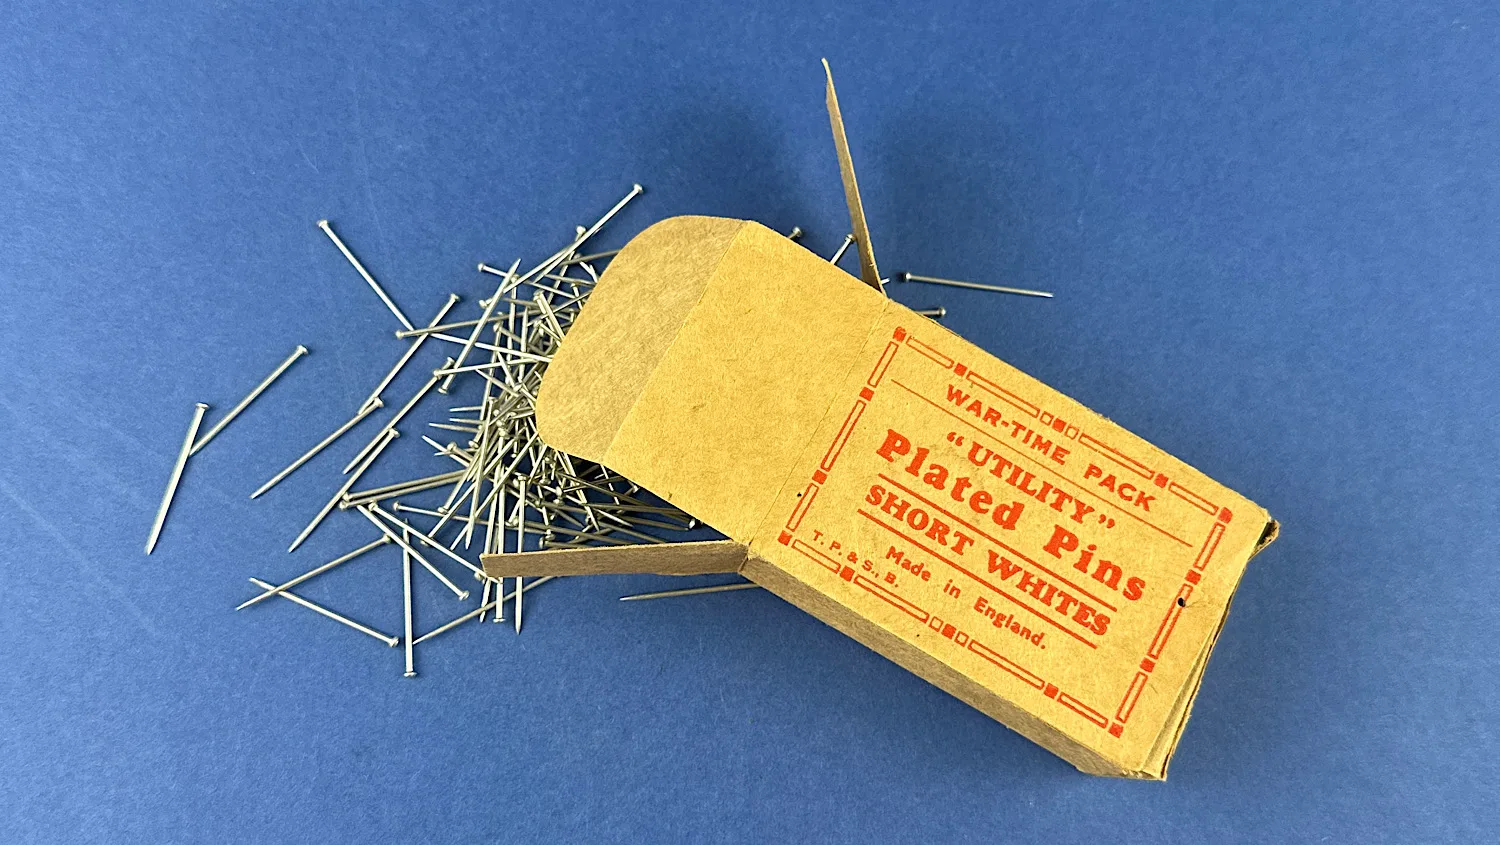 WAR-TIME PACK
“UTILITY”
Plated Pins
SHORT WHITES
Made in England.
T. P. & S., B.